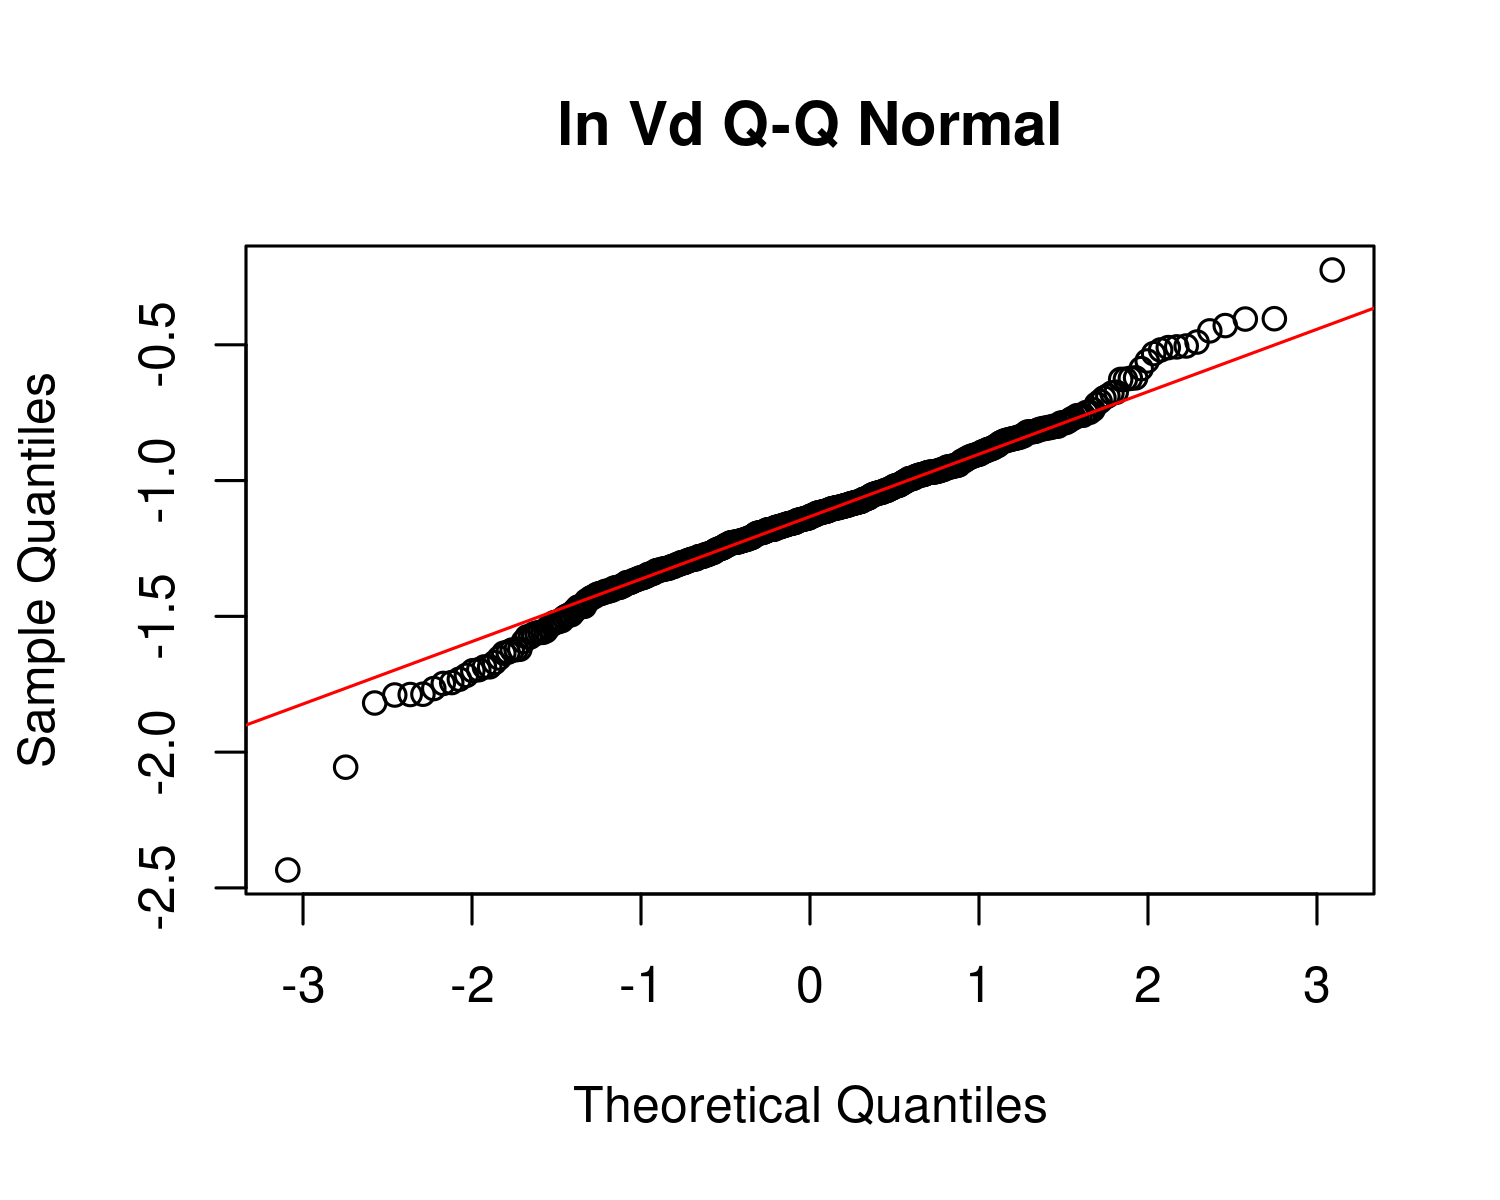 ln Vd Q-Q Normal
Sample Quantiles
-0.5
-1.0
-1.5
-2.0
-2.5
-3 -2 -1 0 1 2 3
Theoretical Quantiles